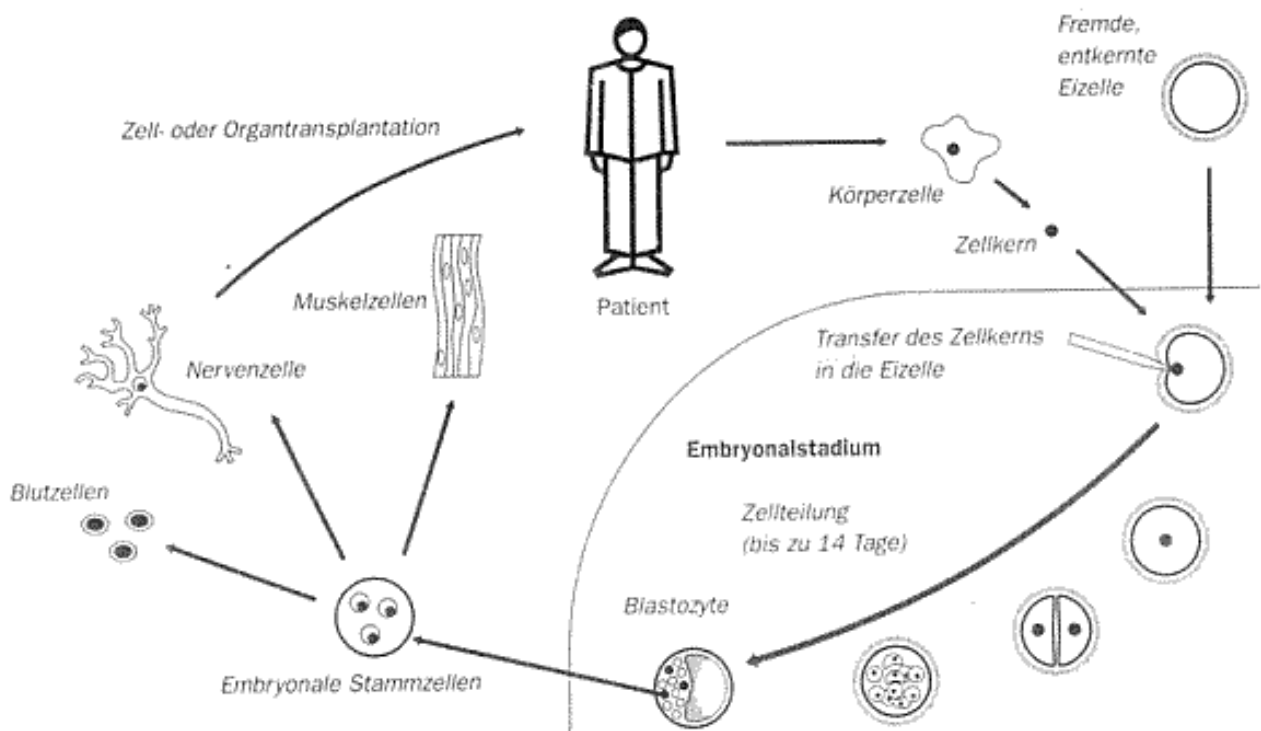 Fremde,
entkernte
Eizelle
Zell- oder Organtransplantation
Körperzelle
Zellkern
Patient
Muskelzellen
Nervenzelle
Transfer des Zellkerns
in die Eizelle
Embryonalstadium
Blutzellen
Zellteilung
(bis zu 14 Tage)
Blastozyte
Embryonale Stammzellen